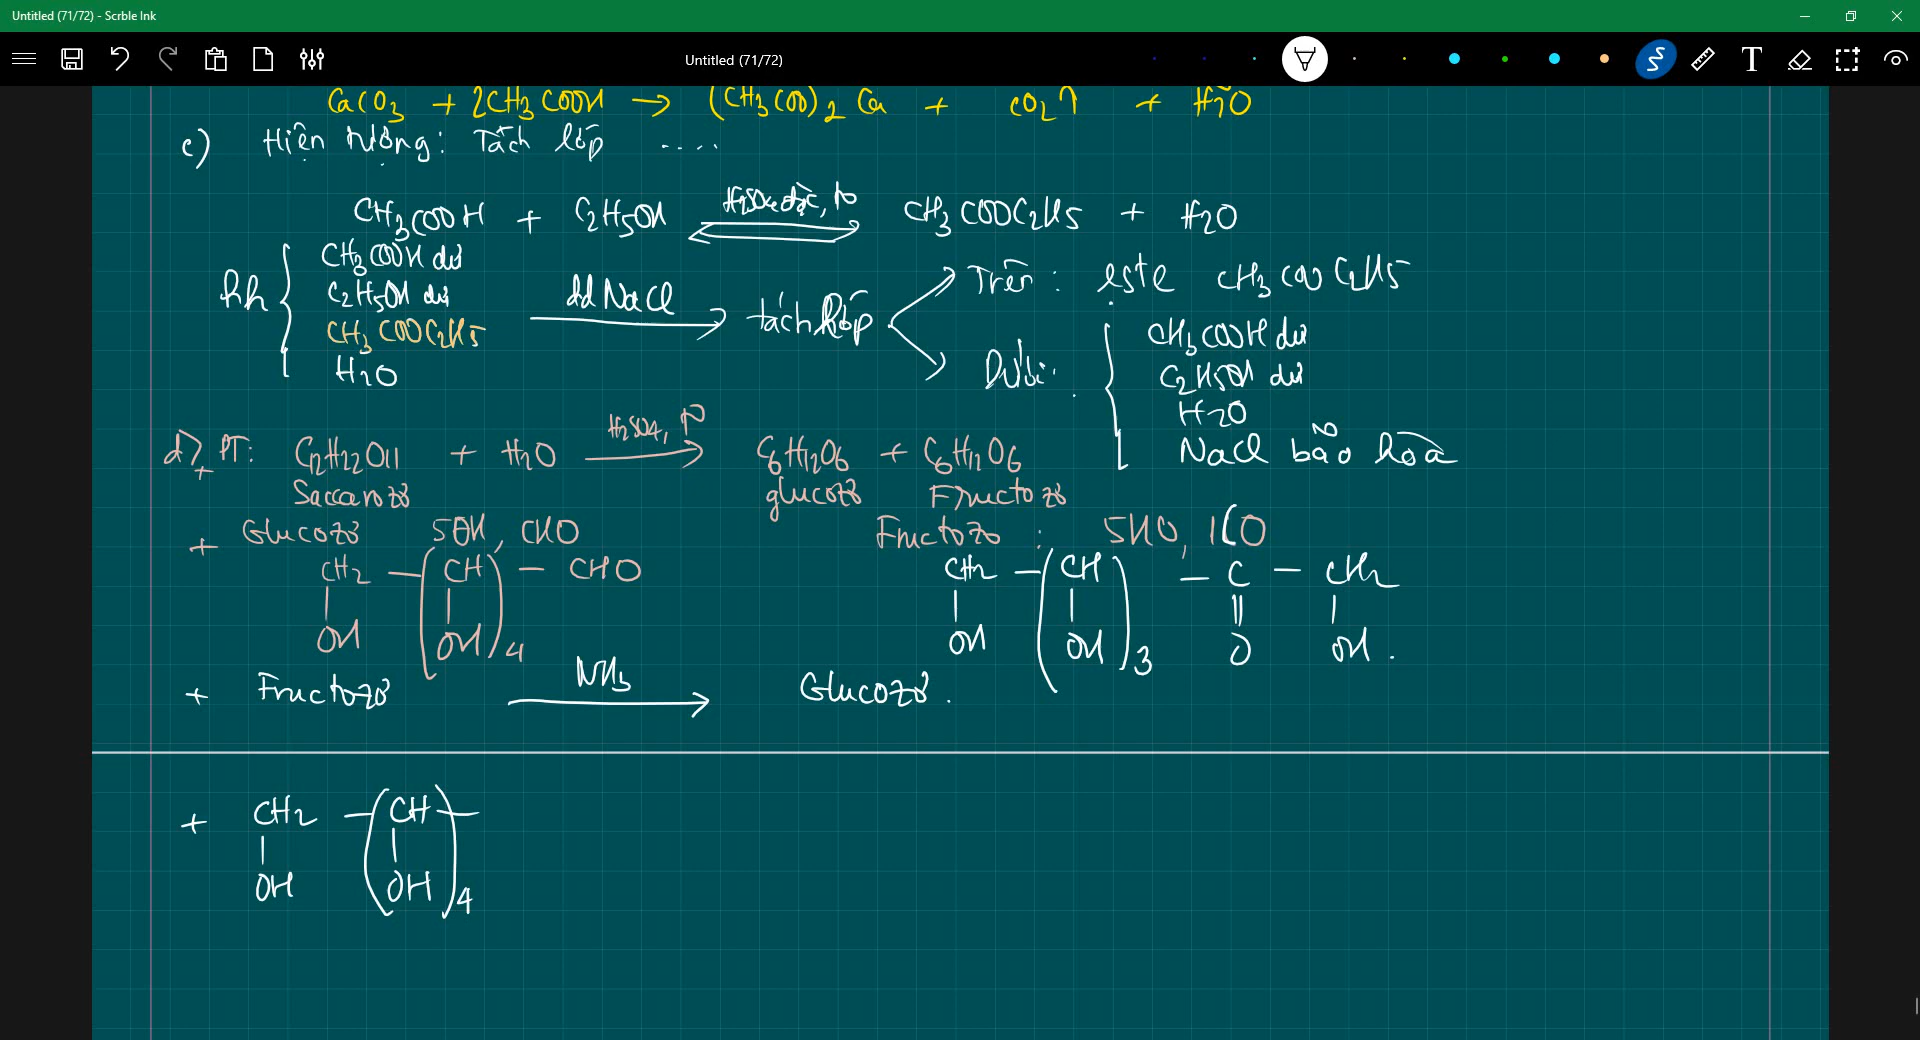 Untitled (71/72) - Scrble Ink
Untitled (71/72)
CaCO3 + 2CH3COOH → (CH3COO)2Ca + CO2↑ + H2O
c) Hiện tượng: Tách lớp .....
CH3COOH + C2H5OH ⇌ CH3COOC2H5 + H2O
H2SO4 đặc, to
hh { CH3COOH dư
C2H5OH dư
CH3COOC2H5
H2O
dd NaCl → tách lớp
Trên: este CH3COOC2H5
Dưới: { CH3COOH dư
C2H5OH dư
H2O
NaCl bão hòa
d) + PT: C12H22O11 + H2O → C6H12O6 + C6H12O6
H2SO4, to
Saccarozơ glucozơ Fructozơ
+ Glucozơ 5OH, CHO Fructozơ: 5HO, 1CO
CH2 – (CH)4 – CHO CH2 – (CH)3 – C – CH2
OH OH OH OH O OH.
+ Fructozơ → Glucozơ.
NH3
+ CH2 – (CH –)4
OH OH